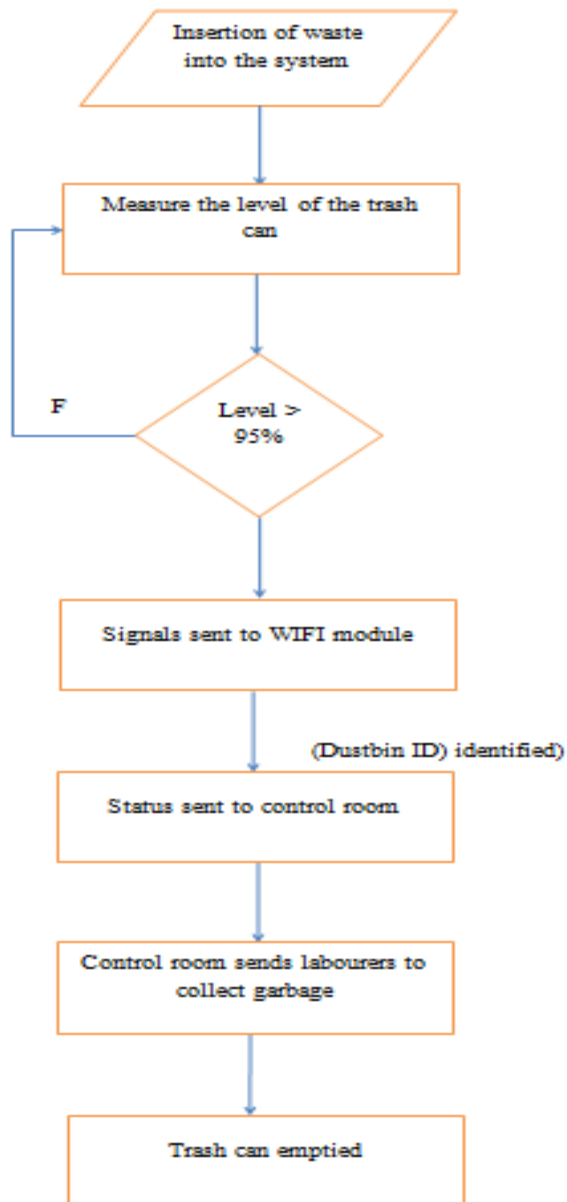 Insertion of waste
into the system
Measure the level of the trash
can
Level >
95%
F
Signals sent to WIFI module
(Dustbin ID) identified)
Status sent to control room
Control room sends labourers to
collect garbage
Trash can emptied